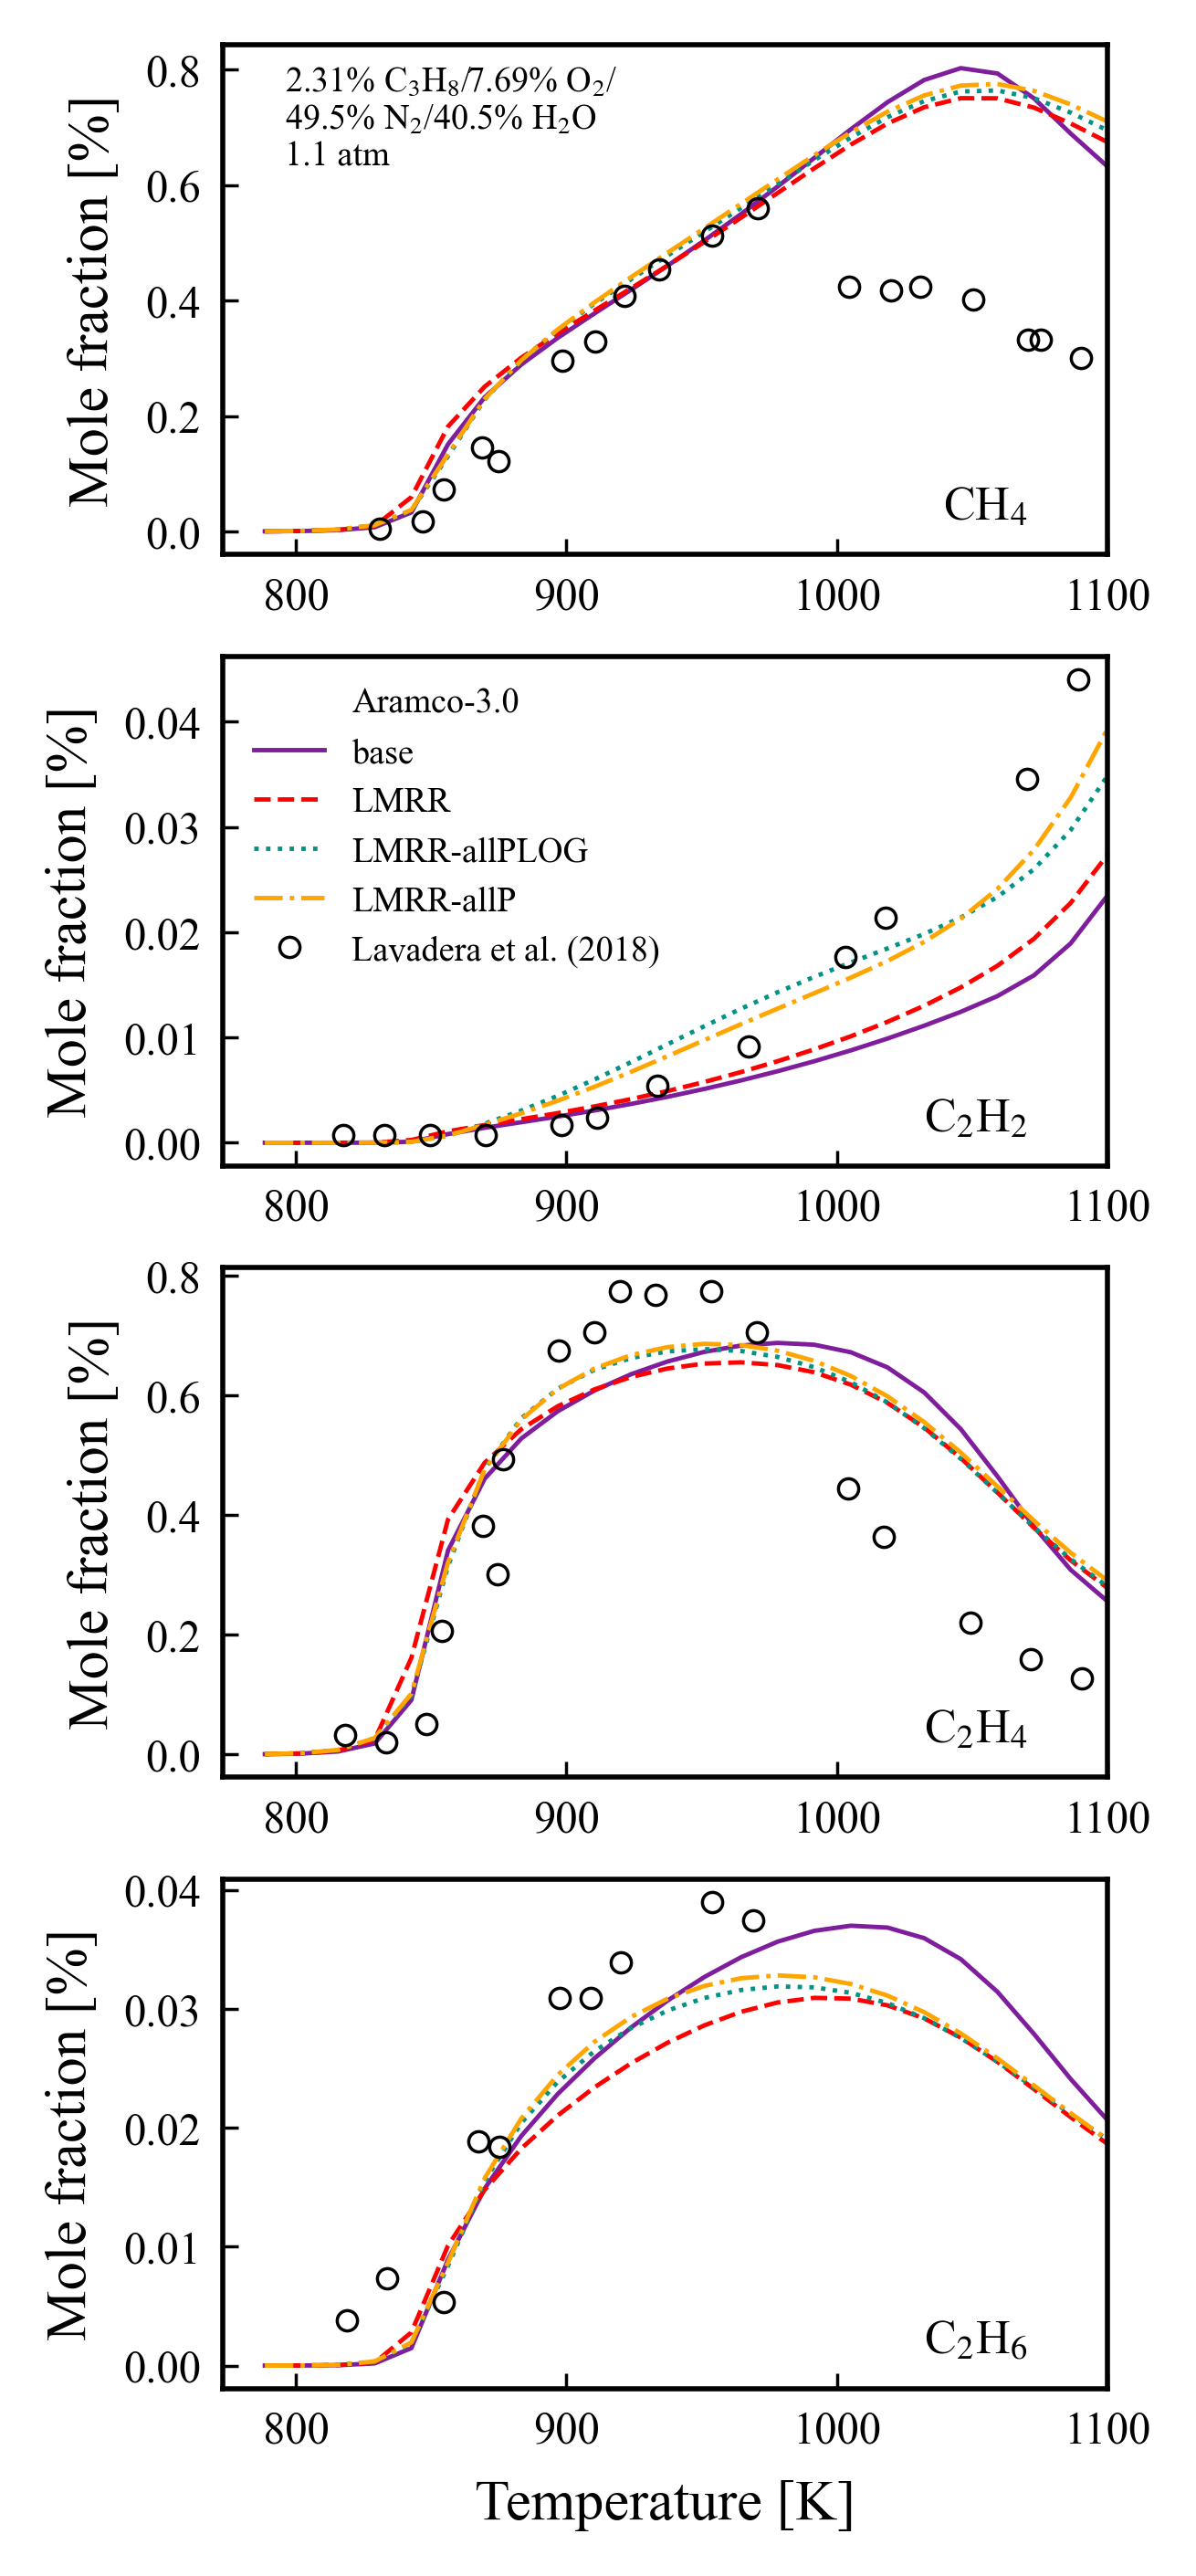 2.31% C₃H₈/7.69% O₂/
49.5% N₂/40.5% H₂O
1.1 atm
Mole fraction [%]
0.8
0.6
0.4
0.2
0.0
CH₄
800 900 1000 1100
Aramco-3.0
base
LMRR
LMRR-allPLOG
LMRR-allP
Lavadera et al. (2018)
Mole fraction [%]
0.04
0.03
0.02
0.01
0.00
C₂H₂
800 900 1000 1100
Mole fraction [%]
0.8
0.6
0.4
0.2
0.0
C₂H₄
800 900 1000 1100
Mole fraction [%]
0.04
0.03
0.02
0.01
0.00
C₂H₆
800 900 1000 1100
Temperature [K]